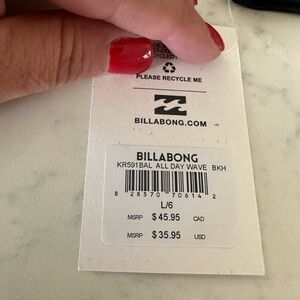 PLEASE RECYCLE ME
BILLABONG.COM
BILLABONG
KR591BAL ALL DAY WAVE BKH
8 28570 70614 2
L/6
MSRP $45.95 CAD
MSRP $35.95 USD